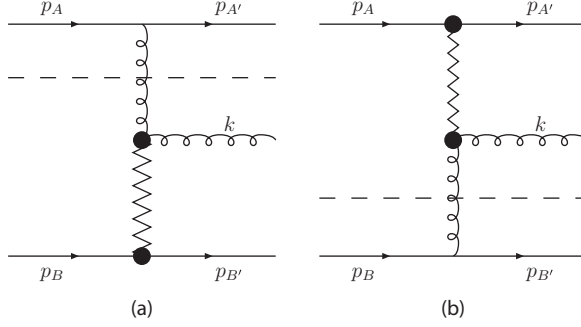 p_A p_{A'} p_A p_{A'}
k k
p_B p_{B'} p_B p_{B'}
(a) (b)